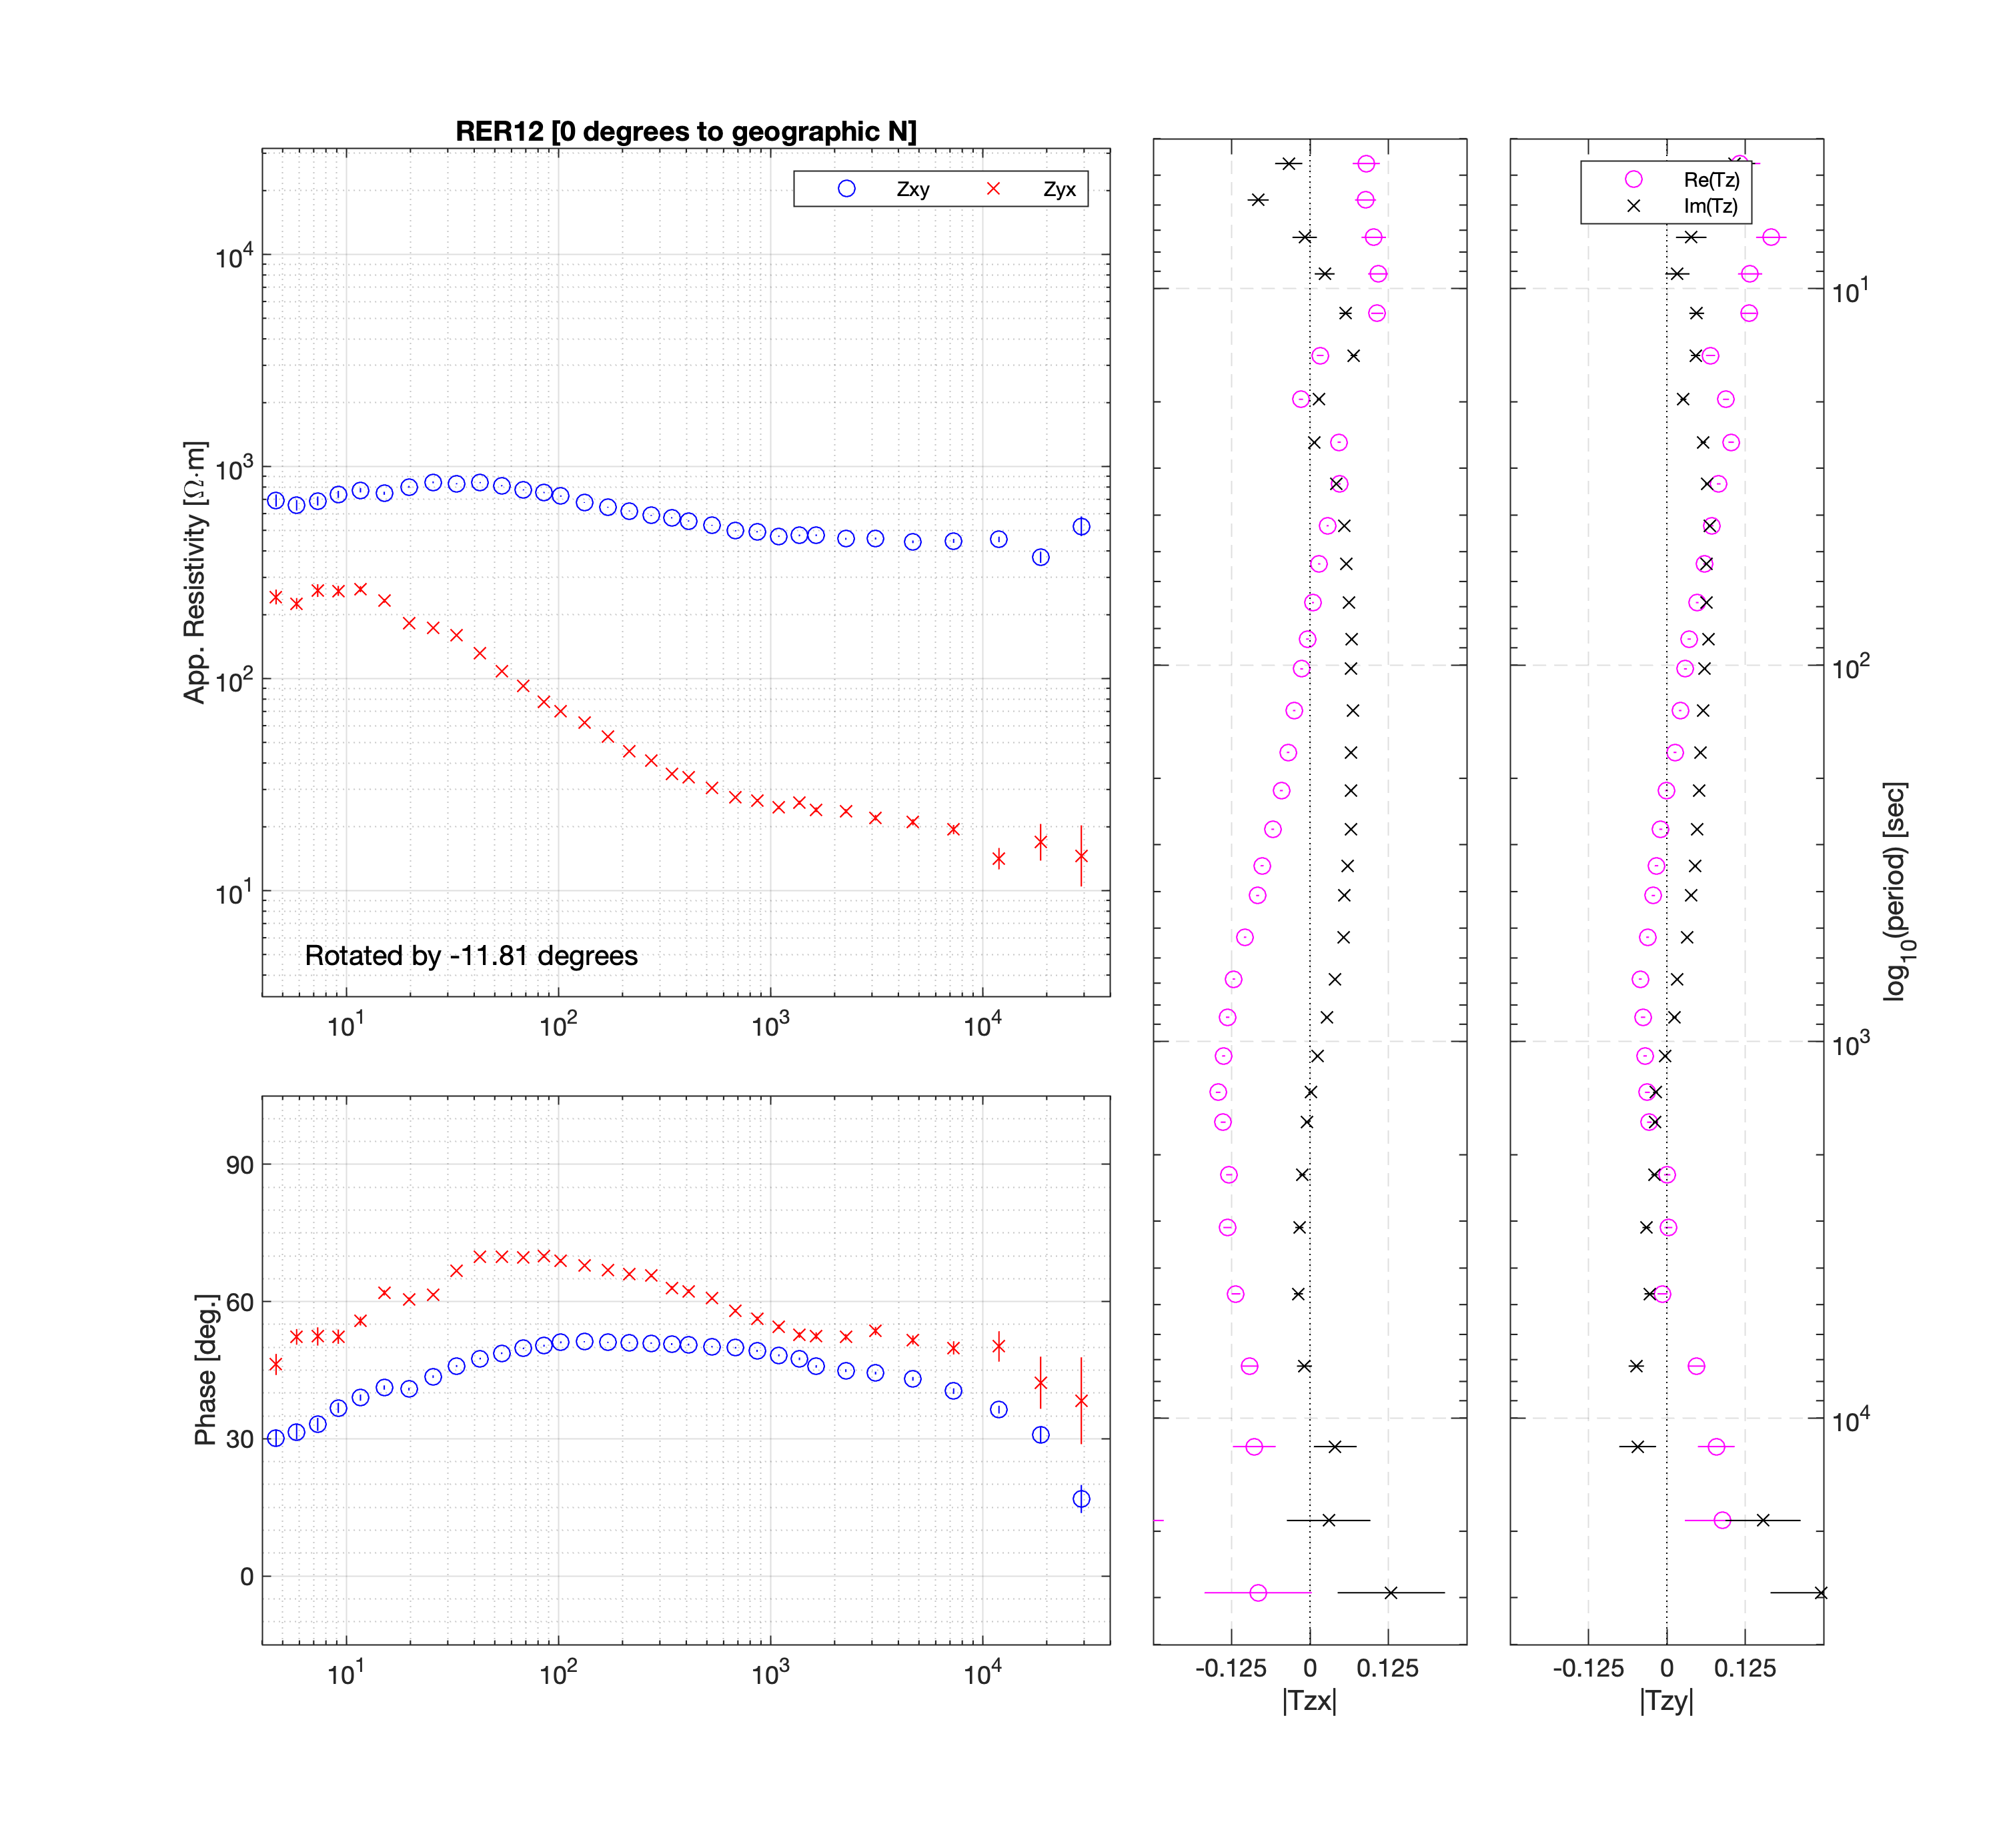 RER12 [0 degrees to geographic N]
Zxy
Zyx
App. Resistivity [Ω·m]
10^4
10^3
10^2
10^1
Rotated by -11.81 degrees
10^1
10^2
10^3
10^4
Phase [deg.]
90
60
30
0
10^1
10^2
10^3
10^4
-0.125
0
0.125
|Tzx|
Re(Tz)
Im(Tz)
-0.125
0
0.125
|Tzy|
10^1
10^2
10^3
10^4
log10(period) [sec]